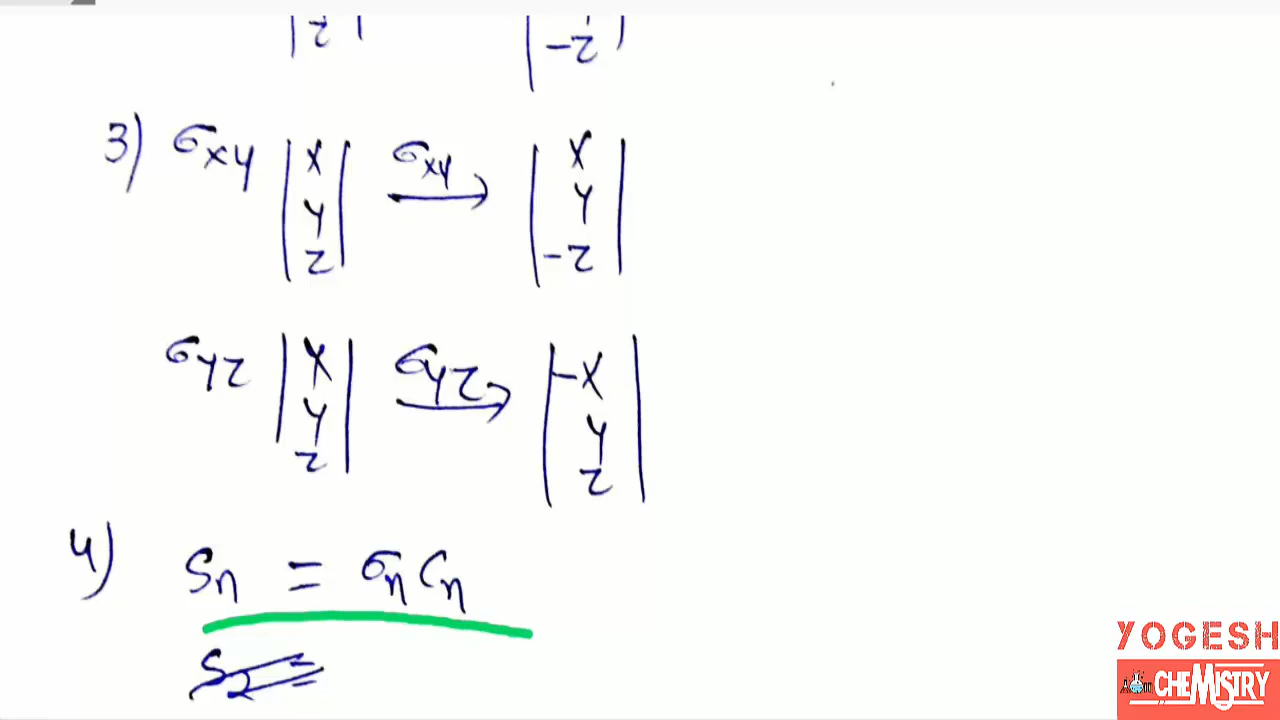 |z| |-z|
3) σxy |x| σxy → |x|
|y| |y|
|z| |-z|
σyz |x| σyz → |-x|
|y| |y|
|z| |z|
4) Sn = σn Cn
S2 =
YOGESH
CHEMISTRY